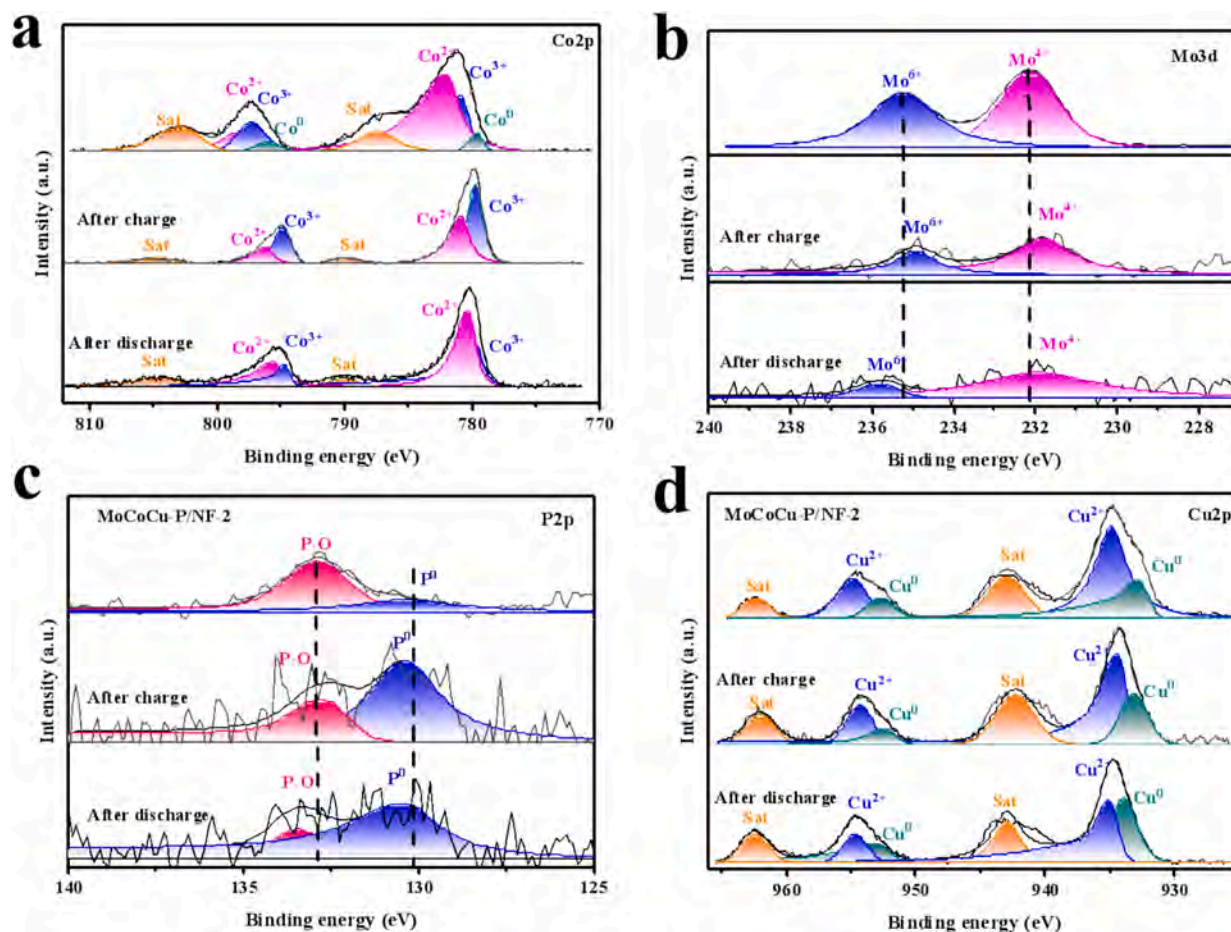 a
Co2p
Co²⁺
Co³⁺
Sat
Co²⁺
Co³⁻
Co⁰
Sat
Co⁰
After charge
Sat
Co²⁺
Co³⁺
Sat
Co²⁺
Co³⁺
After discharge
Sat
Co²⁻
Co³⁺
Sat
Co²⁺
Co³⁻
Intensity (a.u.)
810 800 790 780 770
Binding energy (eV)
b
Mo3d
Mo⁶⁺
Mo⁴⁺
After charge
Mo⁶⁺
Mo⁴⁻
After discharge
Mo⁶⁻
Mo⁴⁻
Intensity (a.u.)
240 238 236 234 232 230 228
Binding energy (eV)
c
MoCoCu-P/NF-2
P2p
P-O
P⁰
After charge
P-O
P⁰
After discharge
P-O
P⁰
Intensity (a.u.)
140 135 130 125
Binding energy (eV)
d
MoCoCu-P/NF-2
Cu2p
Sat
Cu²⁻
Cu⁰
Sat
Cu²⁺
Cu⁰
After charge
Sat
Cu²⁺
Cu⁰
Sat
Cu²
Cu⁰
After discharge
Sat
Cu²⁺
Cu⁰
Sat
Cu²
Cu⁰
Intensity (a.u.)
960 950 940 930
Binding energy (eV)